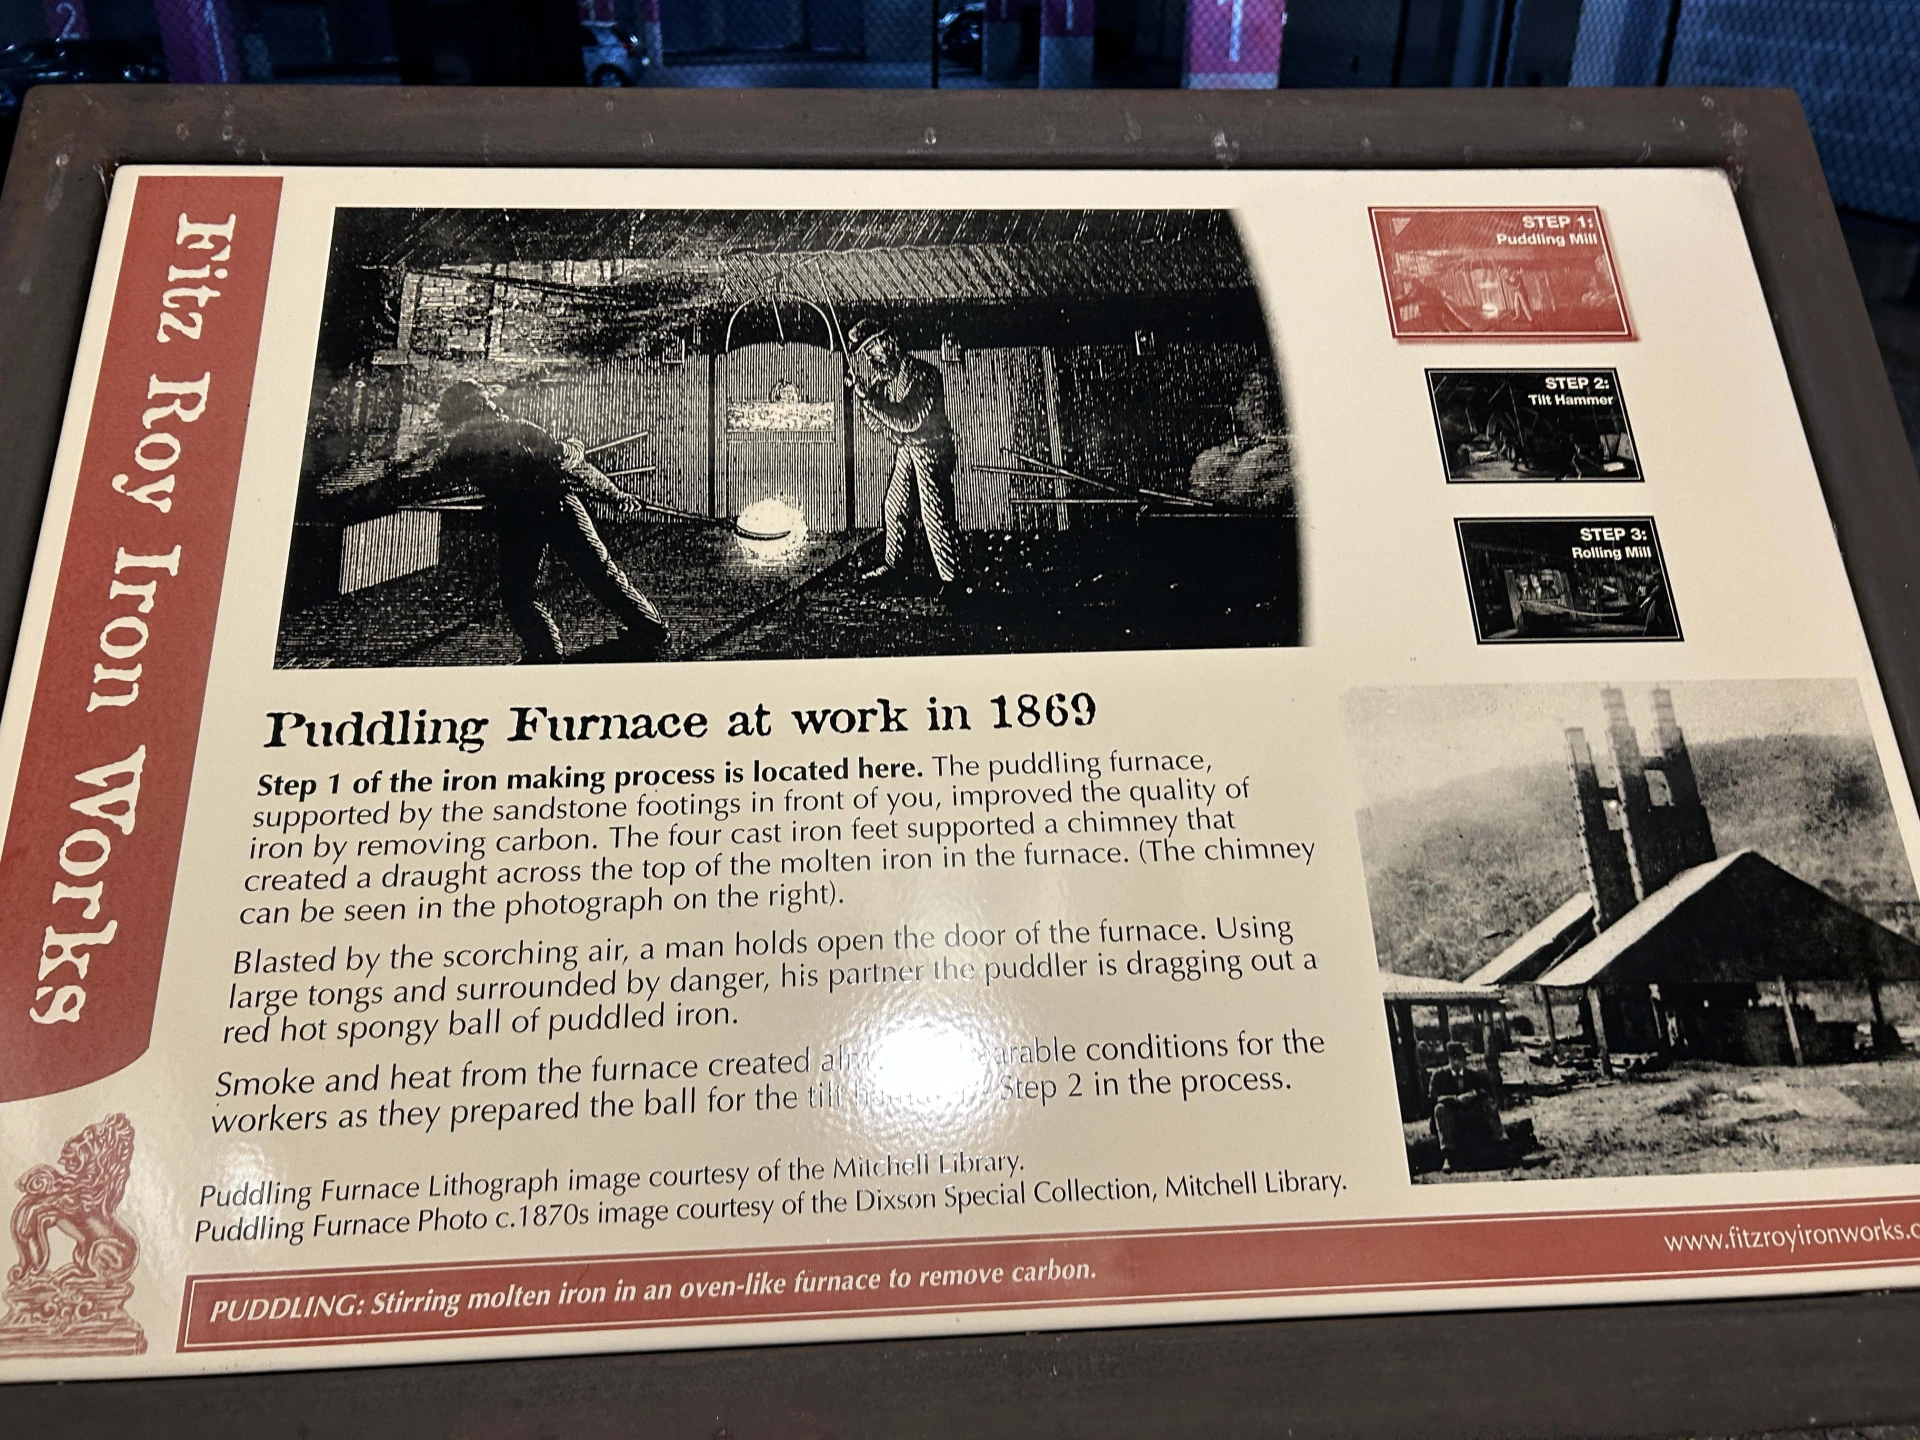 2
1
1
1
1
Fitz Roy Iron Works
STEP 1:
Puddling Mill
STEP 2:
Tilt Hammer
STEP 3:
Rolling Mill
Puddling Furnace at work in 1869
Step 1 of the iron making process is located here. The puddling furnace,
supported by the sandstone footings in front of you, improved the quality of
iron by removing carbon. The four cast iron feet supported a chimney that
created a draught across the top of the molten iron in the furnace. (The chimney
can be seen in the photograph on the right).
Blasted by the scorching air, a man holds open the door of the furnace. Using
large tongs and surrounded by danger, his partner the puddler is dragging out a
red hot spongy ball of puddled iron.
Smoke and heat from the furnace created conditions for the
workers as they prepared the ball for the tilt Step 2 in the process.
Puddling Furnace Lithograph image courtesy of the Mitchell Library.
Puddling Furnace Photo c.1870s image courtesy of the Dixson Special Collection, Mitchell Library.
www.fitzroyironworks.c
PUDDLING: Stirring molten iron in an oven-like furnace to remove carbon.